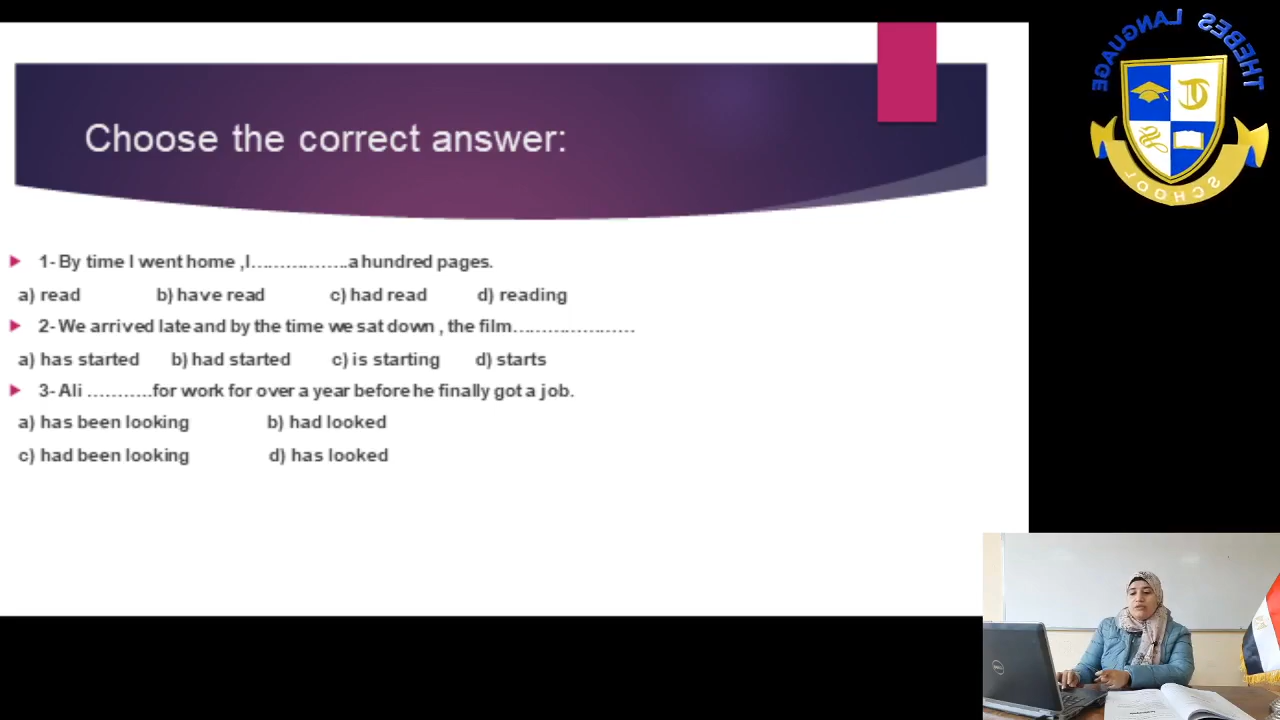 Choose the correct answer:
1- By time I went home ,I……………..a hundred pages.
a) read b) have read c) had read d) reading
2- We arrived late and by the time we sat down , the film…………………
a) has started b) had started c) is starting d) starts
3- Ali ………..for work for over a year before he finally got a job.
a) has been looking b) had looked
c) had been looking d) has looked
THEBES LANGUAGE
SCHOOL